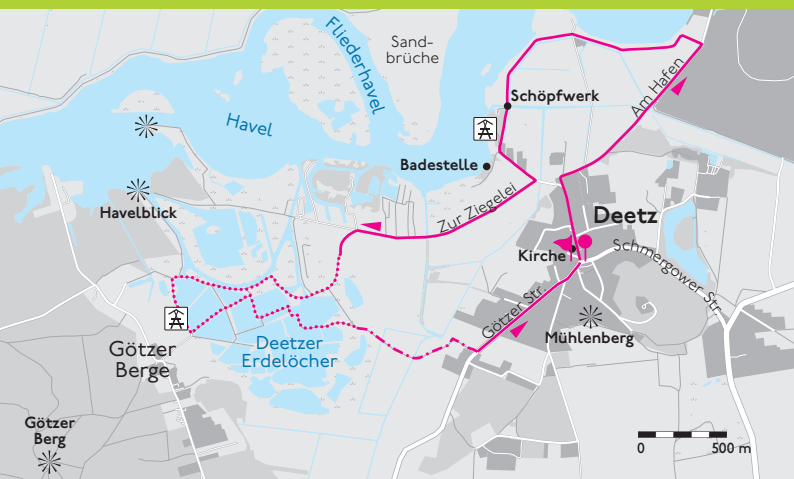 Fliederhavel
Sand-
brüche
Havel
Schöpfwerk
Am Hafen
Badestelle
Zur Ziegelei
Havelblick
Deetz
Kirche
Schmergower Str.
Götzer Str.
Mühlenberg
Deetzer
Erdelöcher
Götzer
Berge
Götzer
Berg
0 500 m